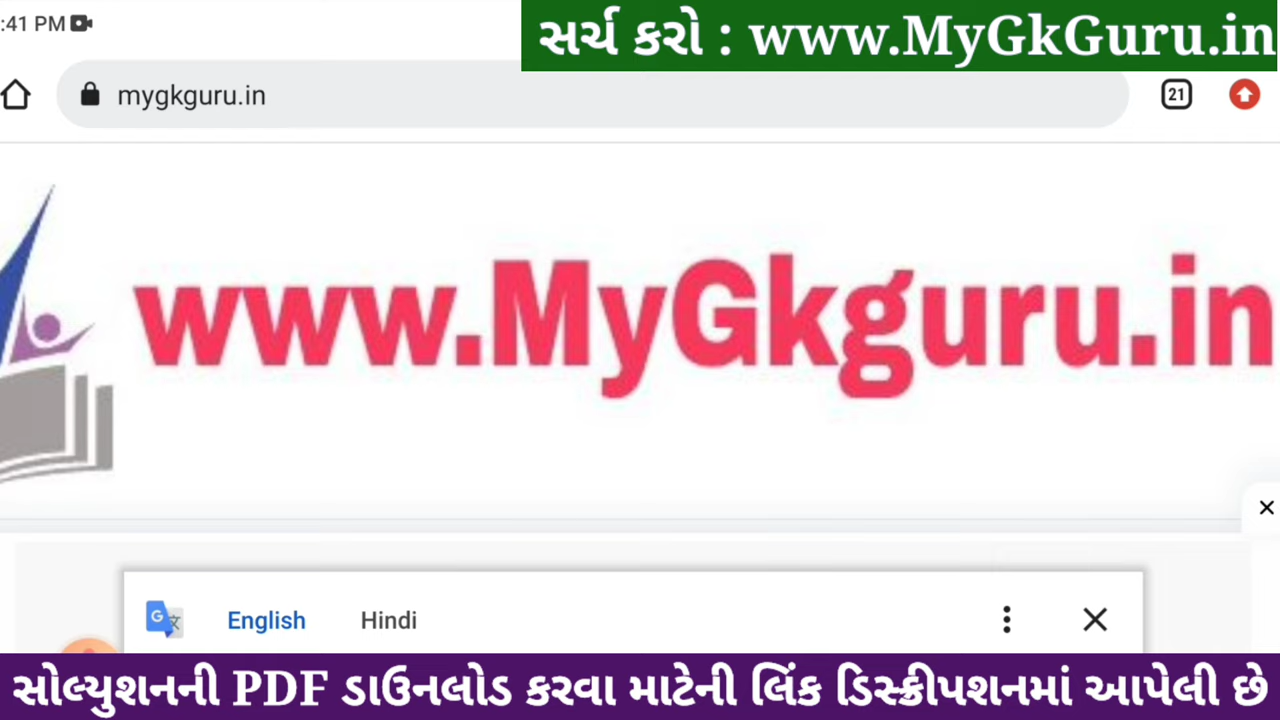 :41 PM
સર્ચ કરો : www.MyGkGuru.in
mygkguru.in
21
www.MyGkguru.in
English Hindi
સોલ્યુશનની PDF ડાઉનલોડ કરવા માટેની લિંક ડિસ્ક્રીપશનમાં આપેલી છે